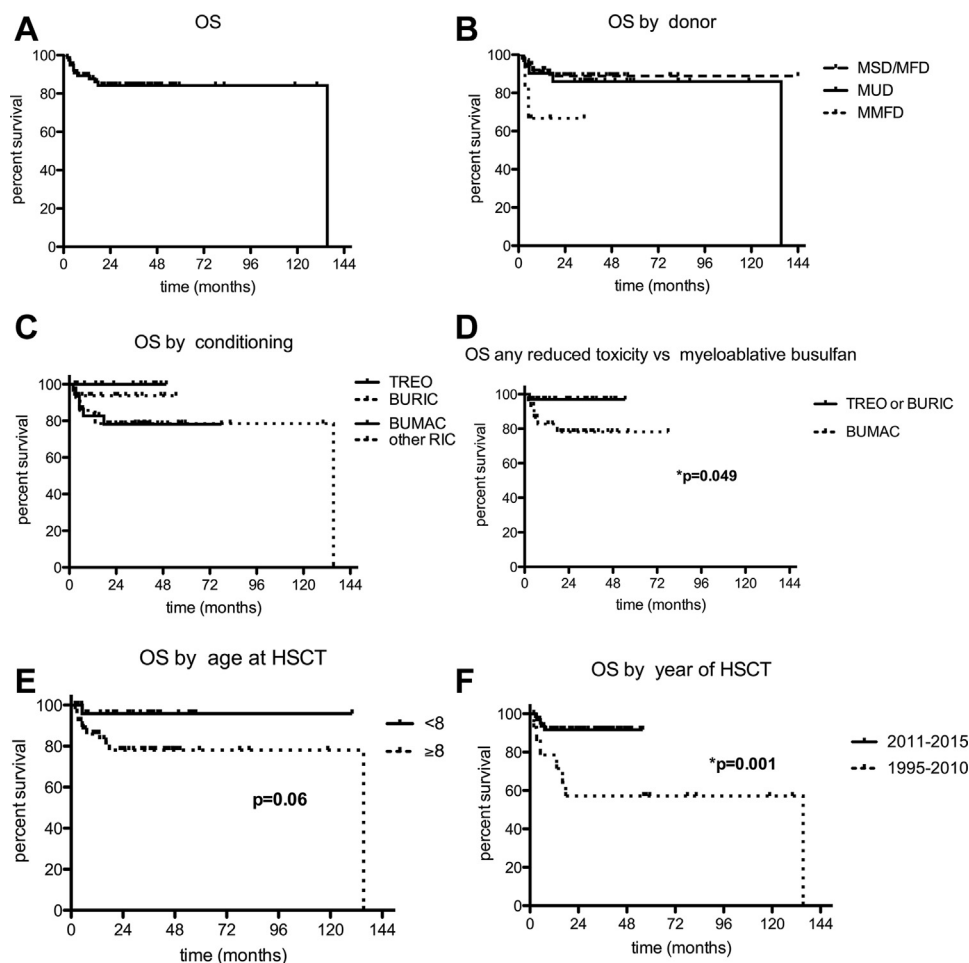 A
OS
100
80
60
40
20
0
percent survival
0 24 48 72 96 120 144
time (months)
B
OS by donor
100
80
60
40
20
0
percent survival
0 24 48 72 96 120 144
time (months)
MSD/MFD
MUD
MMFD
C
OS by conditioning
100
80
60
40
20
0
percent survival
0 24 48 72 96 120 144
time (months)
TREO
BURIC
BUMAC
other RIC
D
OS any reduced toxicity vs myeloablative busulfan
100
80
60
40
20
0
percent survival
0 24 48 72 96 120 144
time (months)
TREO or BURIC
BUMAC
*p=0.049
E
OS by age at HSCT
100
80
60
40
20
0
percent survival
0 24 48 72 96 120 144
time (months)
<8
≥8
p=0.06
F
OS by year of HSCT
100
80
60
40
20
0
percent survival
0 24 48 72 96 120 144
time (months)
2011-2015
1995-2010
*p=0.001